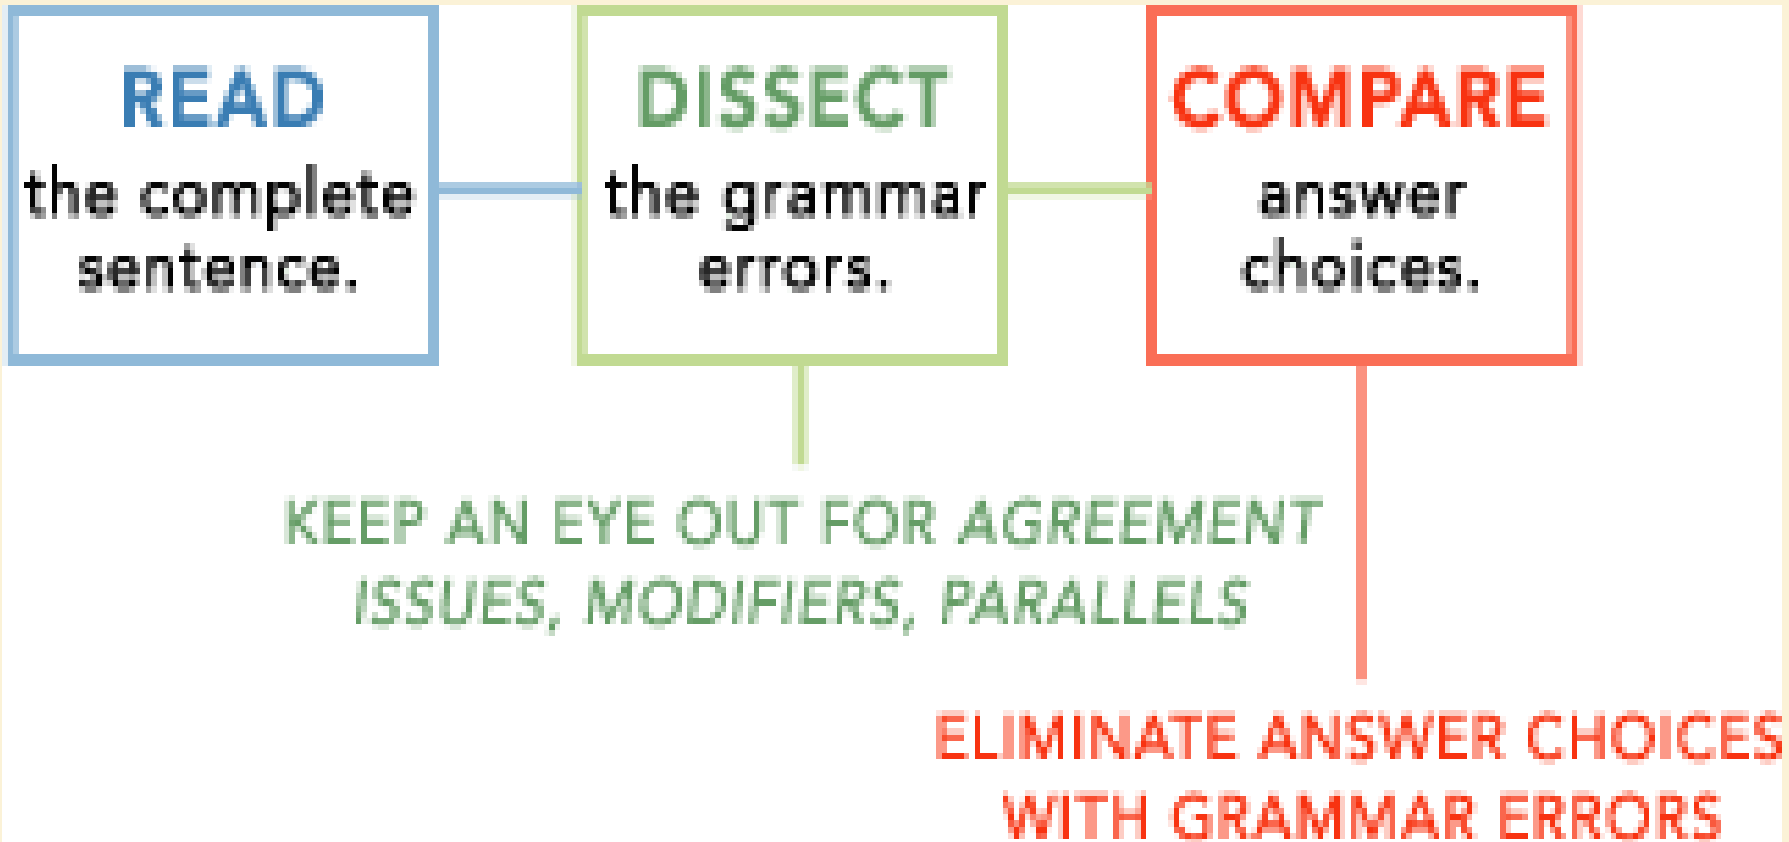 READ
the complete
sentence.
DISSECT
the grammar
errors.
COMPARE
answer
choices.
KEEP AN EYE OUT FOR AGREEMENT
ISSUES, MODIFIERS, PARALLELS
ELIMINATE ANSWER CHOICES
WITH GRAMMAR ERRORS